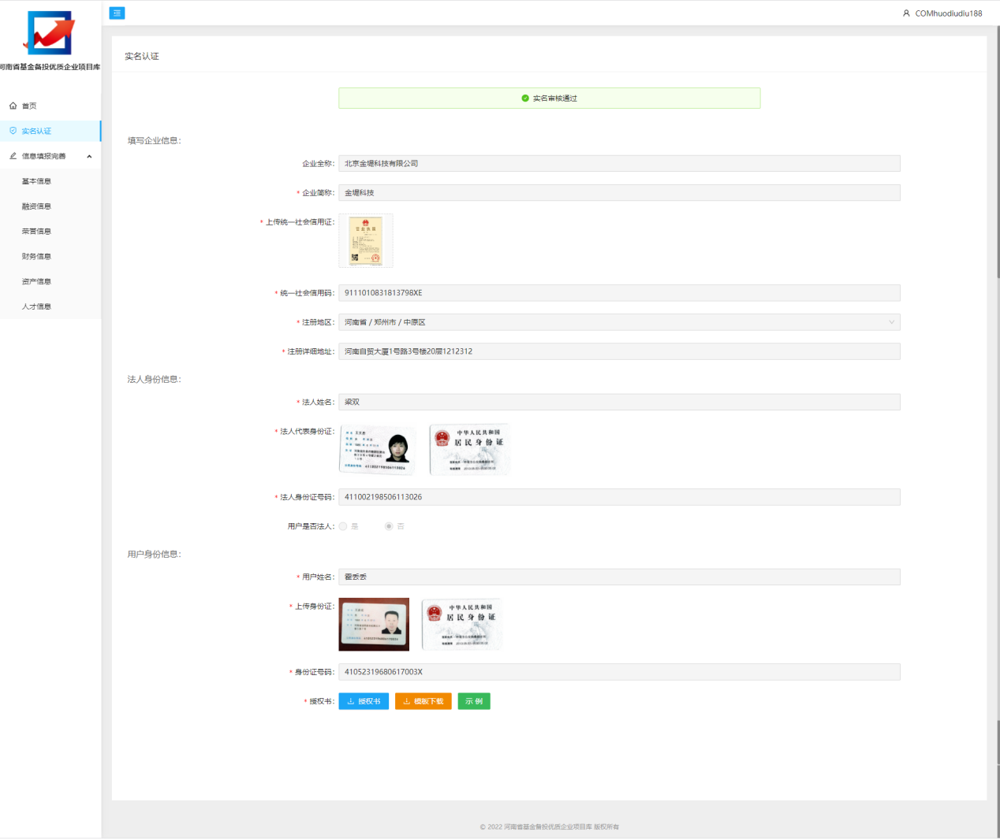 COMhuodiudiu188
河南省基金备投优质企业项目库
首页
实名认证
信息填报完善
基本信息
融资信息
荣誉信息
财务信息
资产信息
人才信息
实名认证
实名审核通过
填写企业信息：
企业全称： 北京金堤科技有限公司
* 企业简称： 金堤科技
* 上传统一社会信用证：
营业执照
* 统一社会信用码： 9111010831813798XE
* 注册地区： 河南省 / 郑州市 / 中原区
* 注册详细地址： 河南自贸大厦1号路3号楼20层1212312
法人身份信息：
* 法人姓名： 梁双
* 法人代表身份证：
中华人民共和国
居民身份证
* 法人身份证号码： 411002198506113026
用户是否法人： 是 否
用户身份信息：
* 用户姓名： 霍丢丢
* 上传身份证：
中华人民共和国
居民身份证
* 身份证号码： 41052319680617003X
* 授权书： 授权书 模板下载 示例
© 2022 河南省基金备投优质企业项目库 版权所有